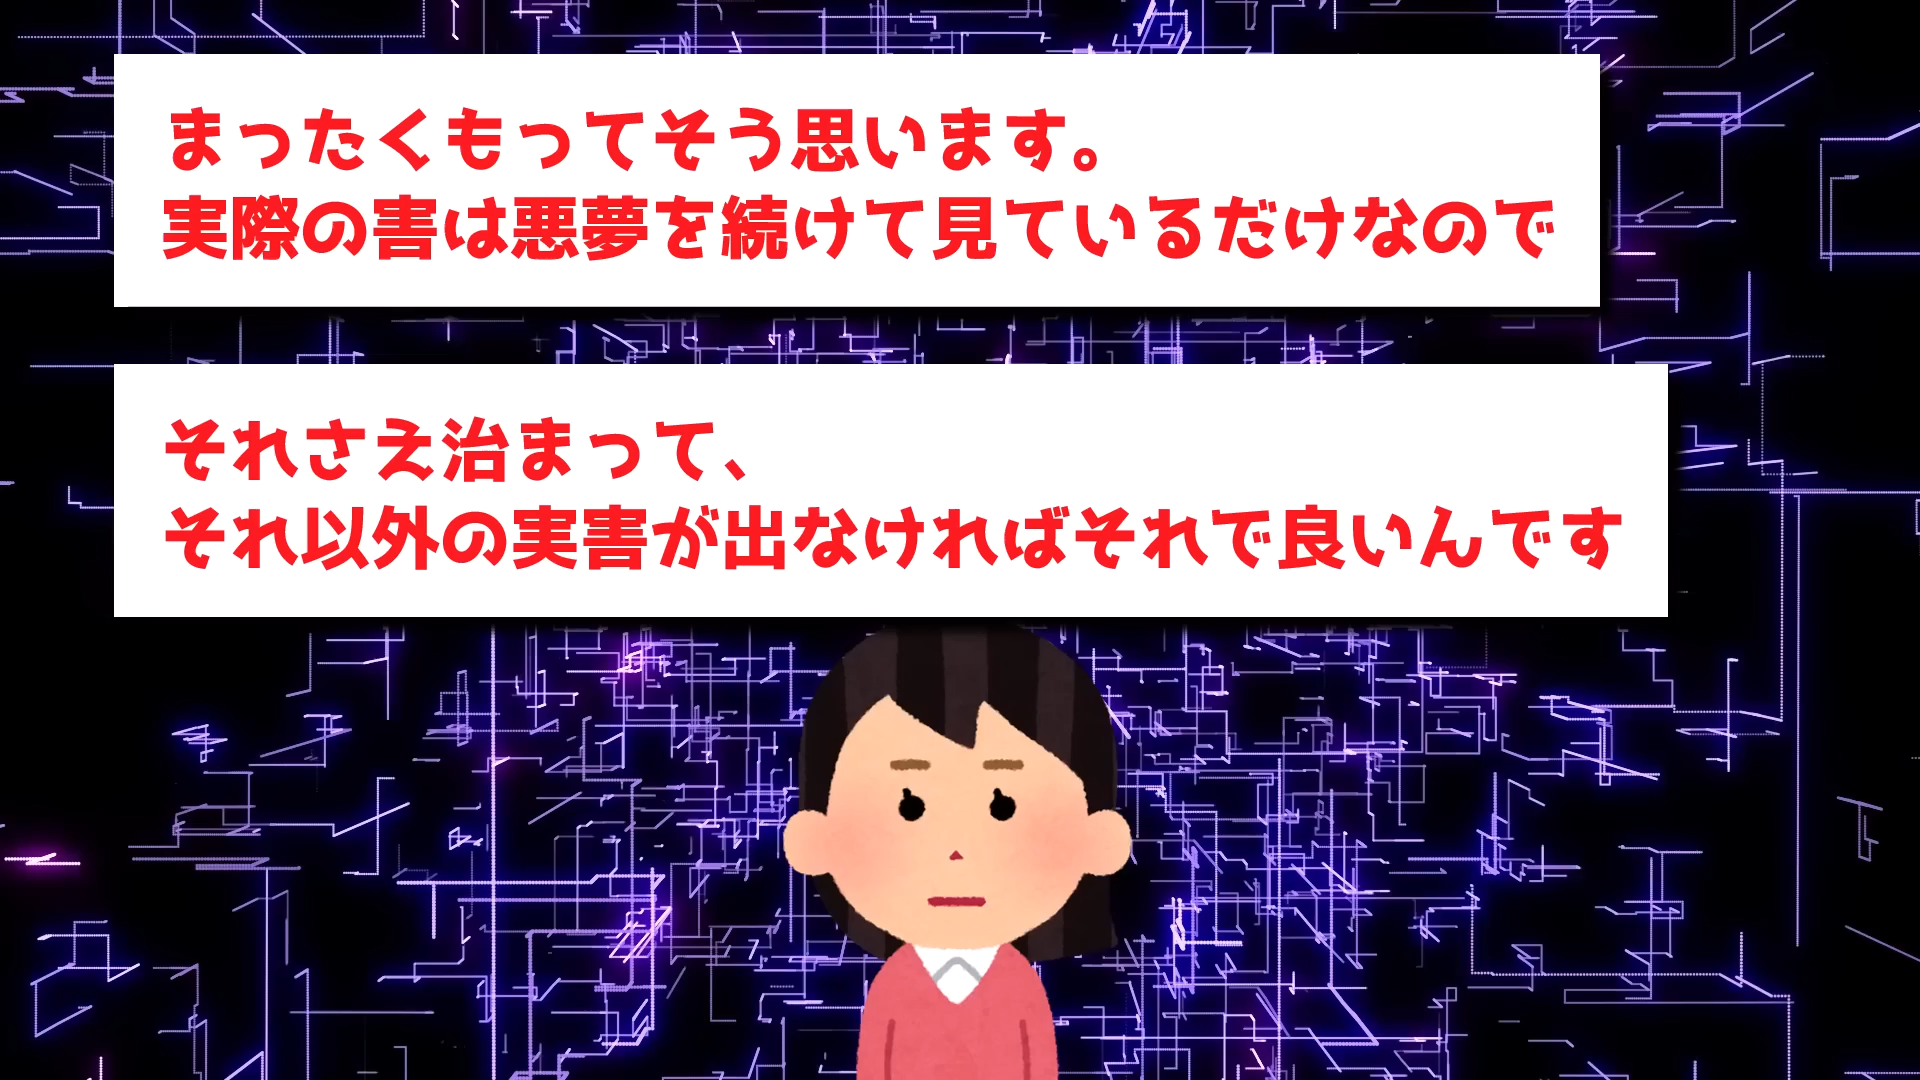 まったくもってそう思います。
実際の害は悪夢を続けて見ているだけなので
それさえ治まって、
それ以外の実害が出なければそれで良いんです